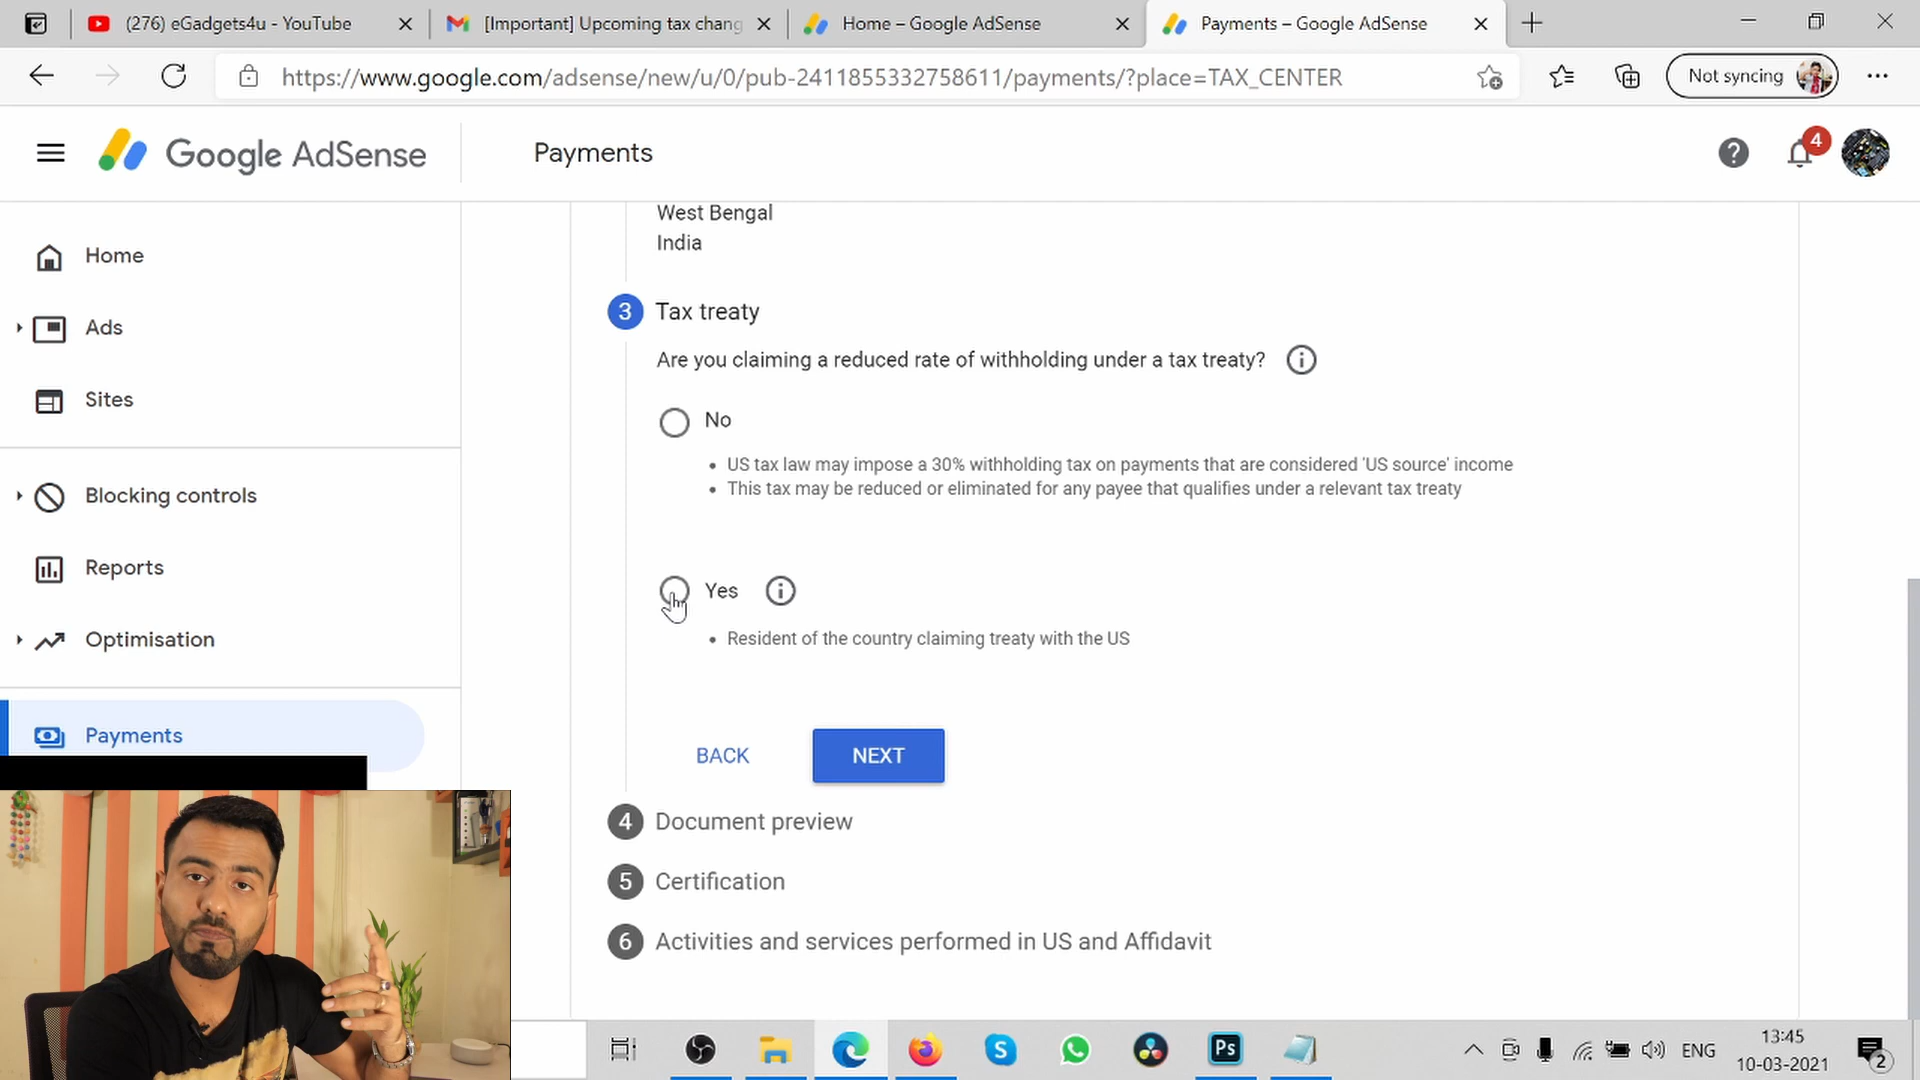 (276) eGadgets4u - YouTube
[Important] Upcoming tax chang
Home – Google AdSense
Payments – Google AdSense
https://www.google.com/adsense/new/u/0/pub-2411855332758611/payments/?place=TAX_CENTER
Not syncing
Google AdSense
Payments
4
Home
Ads
Sites
Blocking controls
Reports
Optimisation
Payments
West Bengal
India
3 Tax treaty
Are you claiming a reduced rate of withholding under a tax treaty?
No
• US tax law may impose a 30% withholding tax on payments that are considered 'US source' income
• This tax may be reduced or eliminated for any payee that qualifies under a relevant tax treaty
Yes
• Resident of the country claiming treaty with the US
BACK
NEXT
4 Document preview
5 Certification
6 Activities and services performed in US and Affidavit
Ps
ENG
13:45
10-03-2021
2